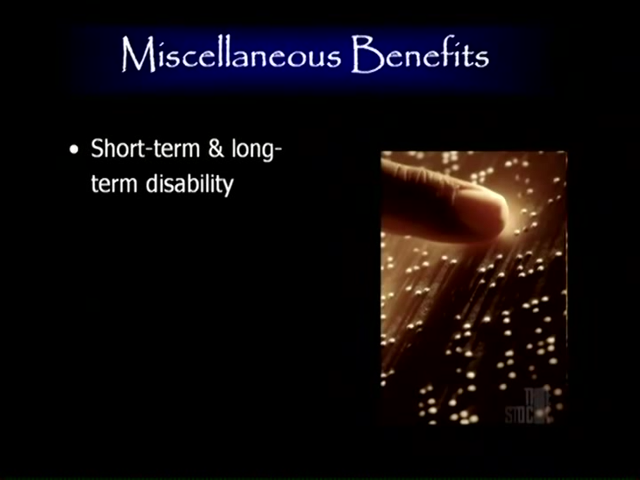 Miscellaneous Benefits
• Short-term & long-
term disability